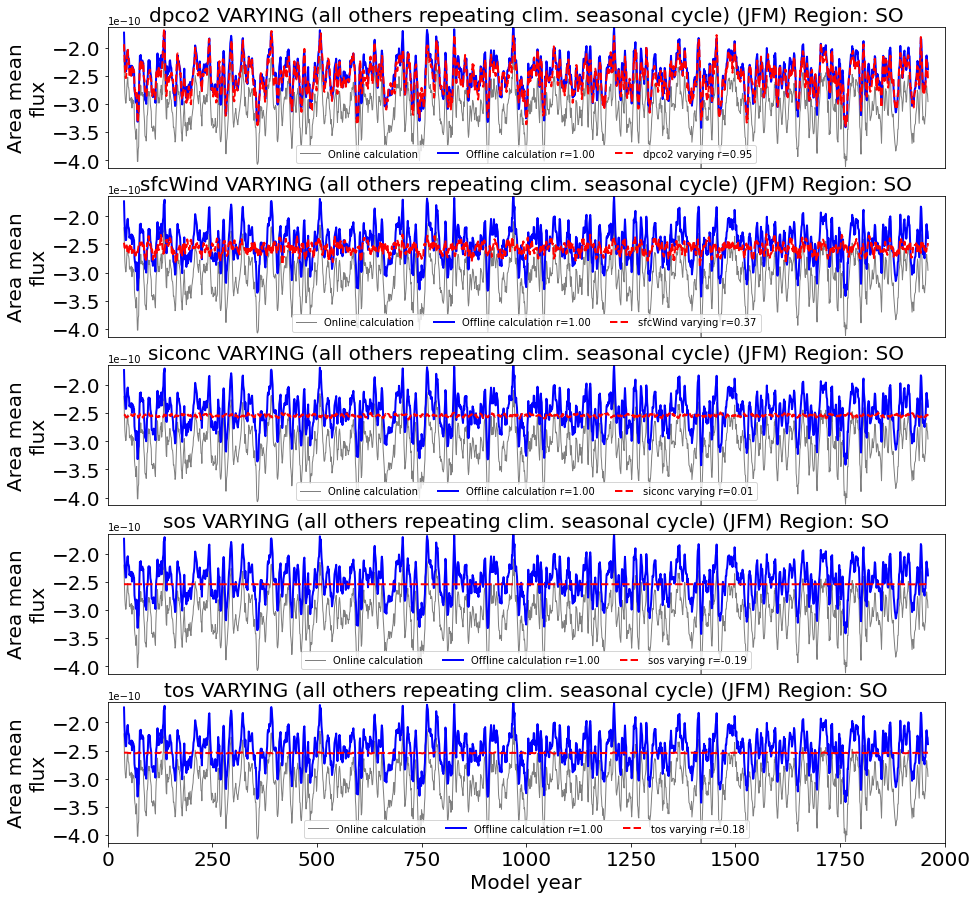 1e−10
dpco2 VARYING (all others repeating clim. seasonal cycle) (JFM) Region: SO
Area mean
flux
−2.0
−2.5
−3.0
−3.5
−4.0
Online calculation
Offline calculation r=1.00
dpco2 varying r=0.95
1e−10
sfcWind VARYING (all others repeating clim. seasonal cycle) (JFM) Region: SO
Area mean
flux
−2.0
−2.5
−3.0
−3.5
−4.0
Online calculation
Offline calculation r=1.00
sfcWind varying r=0.37
1e−10
siconc VARYING (all others repeating clim. seasonal cycle) (JFM) Region: SO
Area mean
flux
−2.0
−2.5
−3.0
−3.5
−4.0
Online calculation
Offline calculation r=1.00
siconc varying r=0.01
1e−10
sos VARYING (all others repeating clim. seasonal cycle) (JFM) Region: SO
Area mean
flux
−2.0
−2.5
−3.0
−3.5
−4.0
Online calculation
Offline calculation r=1.00
sos varying r=-0.19
1e−10
tos VARYING (all others repeating clim. seasonal cycle) (JFM) Region: SO
Area mean
flux
−2.0
−2.5
−3.0
−3.5
−4.0
Online calculation
Offline calculation r=1.00
tos varying r=0.18
0 250 500 750 1000 1250 1500 1750 2000
Model year